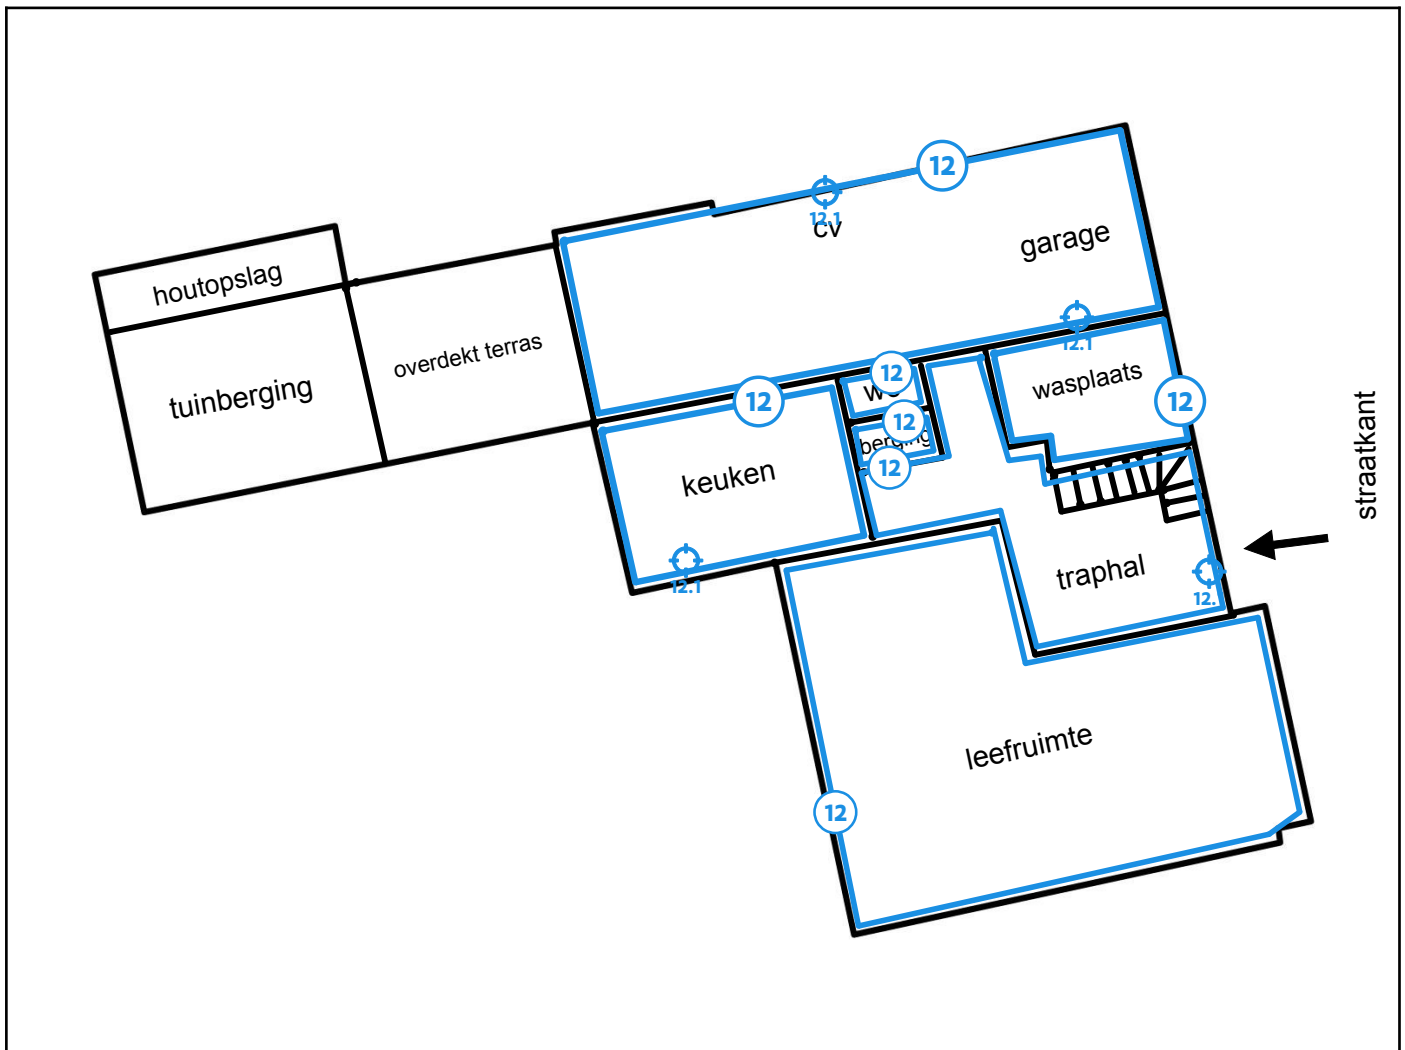 12
12.1
cv
garage
houtopslag
overdekt terras
tuinberging
12.1
12
wasplaats
12
12
12
berging
12
keuken
straatkant
12.1
traphal
12.
leefruimte
12